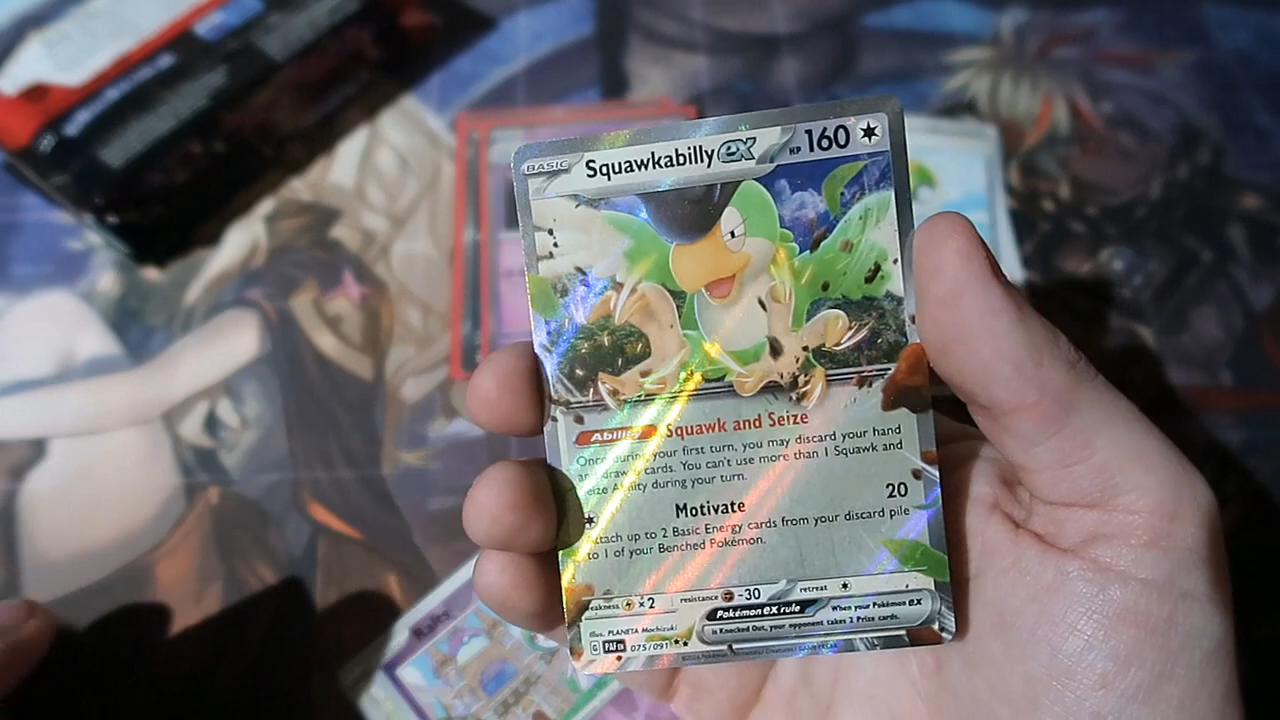 BASIC Squawkabilly ex HP 160
Ability Squawk and Seize
Once during your first turn, you may discard your hand
and draw cards. You can't use more than 1 Squawk and
Seize Ability during your turn.
Motivate 20
Attach up to 2 Basic Energy cards from your discard pile
to 1 of your Benched Pokémon.
weakness ×2 resistance -30 retreat
Pokémon ex rule When your Pokémon ex
is Knocked Out, your opponent takes 2 Prize cards.
Illus. PLANETA Mochizuki
G PAF EN 075/091 ★★
Ralts